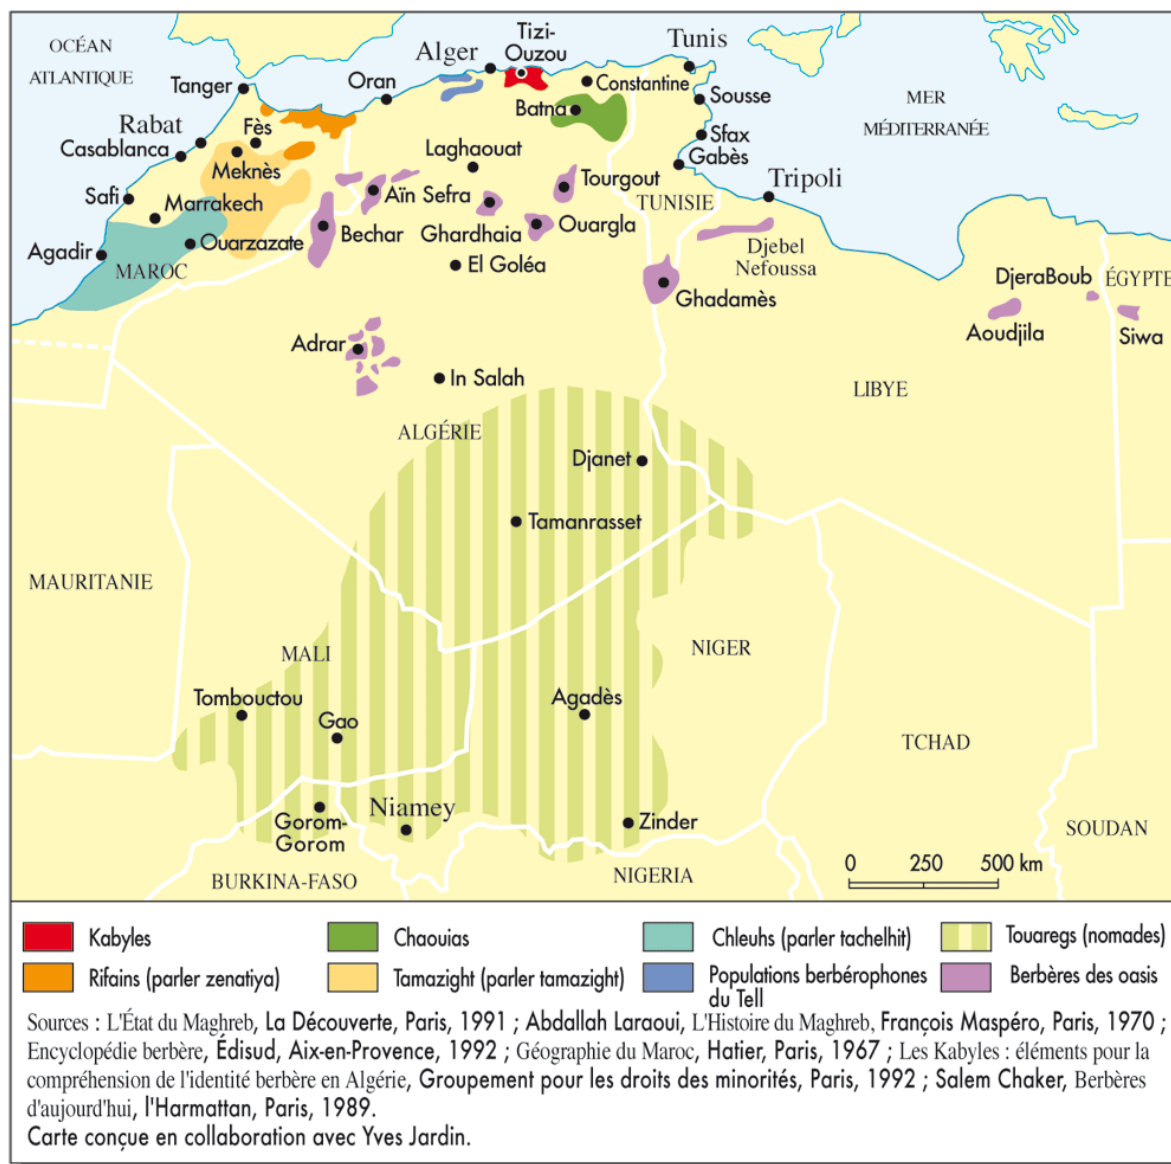 OCÉAN
ATLANTIQUE
Tizi-
Ouzou
Alger
Tunis
Tanger
Oran
Constantine
Batna
Sousse
MER
MÉDITERRANÉE
Rabat
Fès
Casablanca
Meknès
Laghaouat
Sfax
Gabès
Safi
Marrakech
Aïn Sefra
Tourgout
TUNISIE
Tripoli
Agadir
Ouarzazate
MAROC
Bechar
Ghardhaia
Ouargla
El Goléa
Djebel
Nefoussa
Ghadamès
DjeraBoub
ÉGYPTE
Aoudjila
Siwa
Adrar
In Salah
LIBYE
ALGÉRIE
Djanet
Tamanrasset
MAURITANIE
MALI
NIGER
Tombouctou
Gao
Agadès
TCHAD
Gorom-
Gorom
Niamey
Zinder
SOUDAN
BURKINA-FASO
NIGERIA
0 250 500 km
Kabyles
Chaouias
Chleuhs (parler tachelhit)
Touaregs (nomades)
Rifains (parler zenatiya)
Tamazight (parler tamazight)
Populations berbérophones
du Tell
Berbères des oasis
Sources : L'État du Maghreb, La Découverte, Paris, 1991 ; Abdallah Laraoui, L'Histoire du Maghreb, François Maspéro, Paris, 1970 ;
Encyclopédie berbère, Édisud, Aix-en-Provence, 1992 ; Géographie du Maroc, Hatier, Paris, 1967 ; Les Kabyles : éléments pour la
compréhension de l'identité berbère en Algérie, Groupement pour les droits des minorités, Paris, 1992 ; Salem Chaker, Berbères
d'aujourd'hui, l'Harmattan, Paris, 1989.
Carte conçue en collaboration avec Yves Jardin.